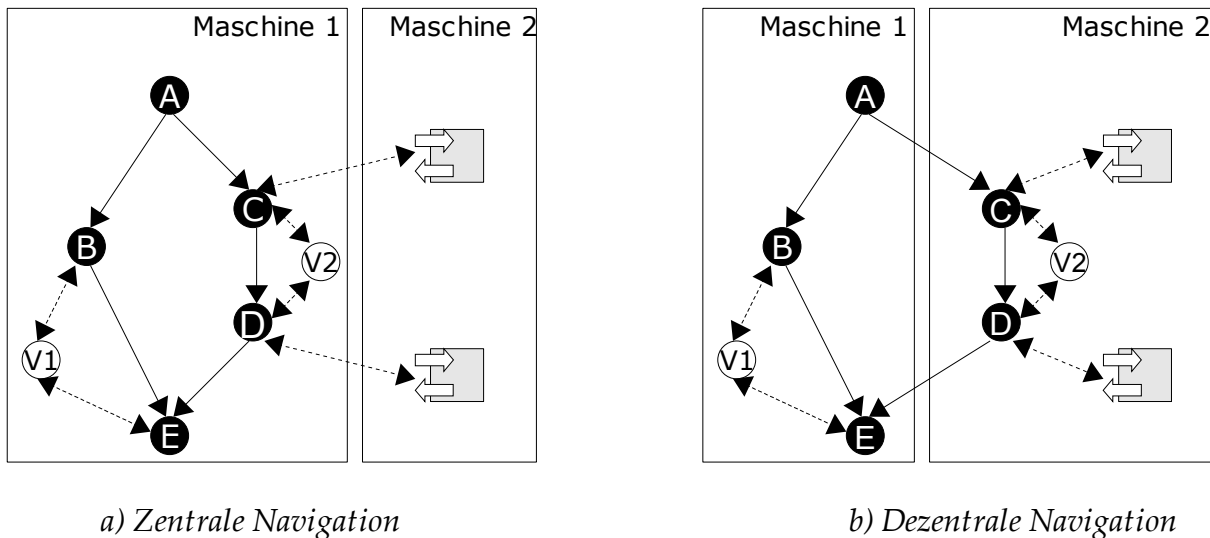 Maschine 1
Maschine 2
A
C
B
V2
D
V1
E
a) Zentrale Navigation
Maschine 1
Maschine 2
A
C
B
V2
D
V1
E
b) Dezentrale Navigation